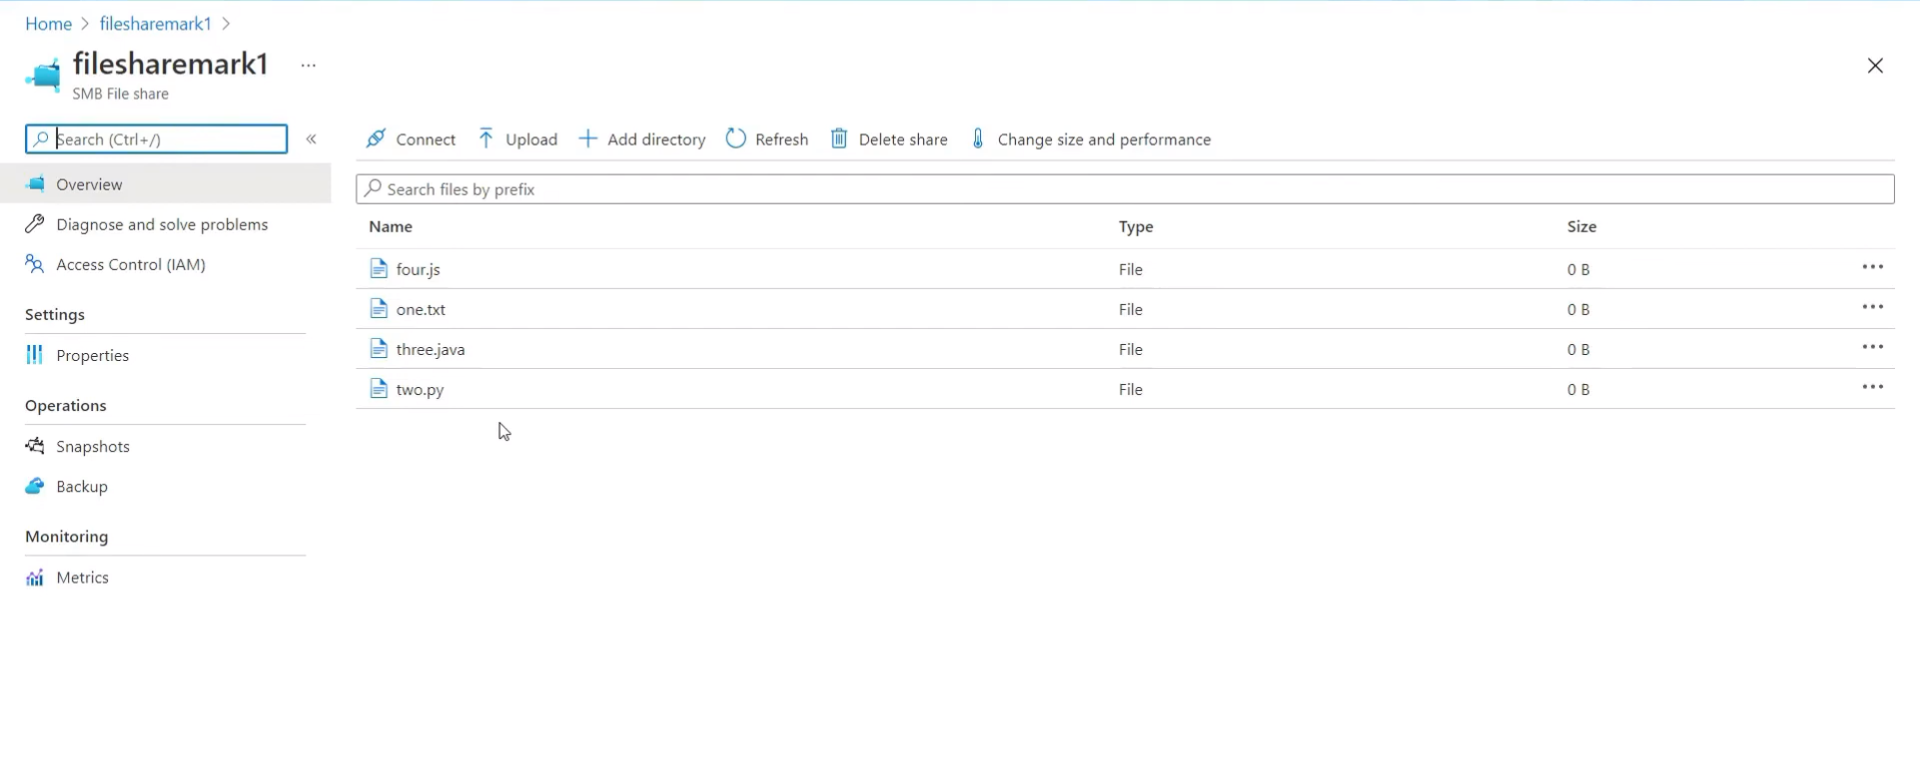 Home > filesharemark1 >
filesharemark1 ...
SMB File share
Search (Ctrl+/) «
Connect Upload Add directory Refresh Delete share Change size and performance
Overview
Diagnose and solve problems
Access Control (IAM)
Settings
Properties
Operations
Snapshots
Backup
Monitoring
Metrics
Search files by prefix
Name Type Size
four.js File 0 B ...
one.txt File 0 B ...
three.java File 0 B ...
two.py File 0 B ...